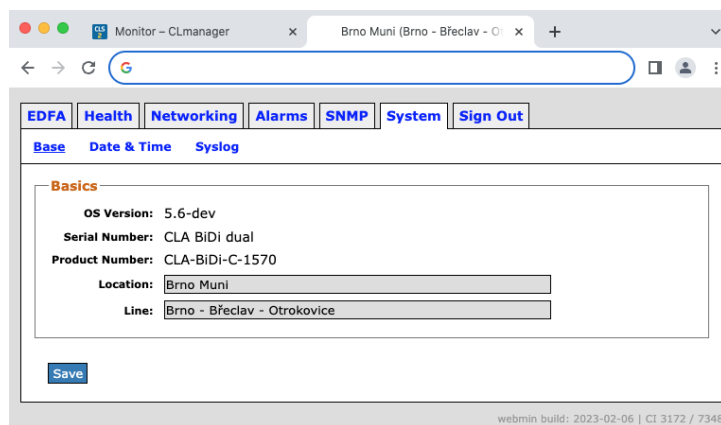 CLS 2 Monitor – CLmanager × Brno Muni (Brno - Břeclav - O × +
G
EDFA Health Networking Alarms SNMP System Sign Out
Base Date & Time Syslog
Basics
OS Version: 5.6-dev
Serial Number: CLA BiDi dual
Product Number: CLA-BiDi-C-1570
Location: Brno Muni
Line: Brno - Břeclav - Otrokovice
Save
webmin build: 2023-02-06 | CI 3172 / 7348